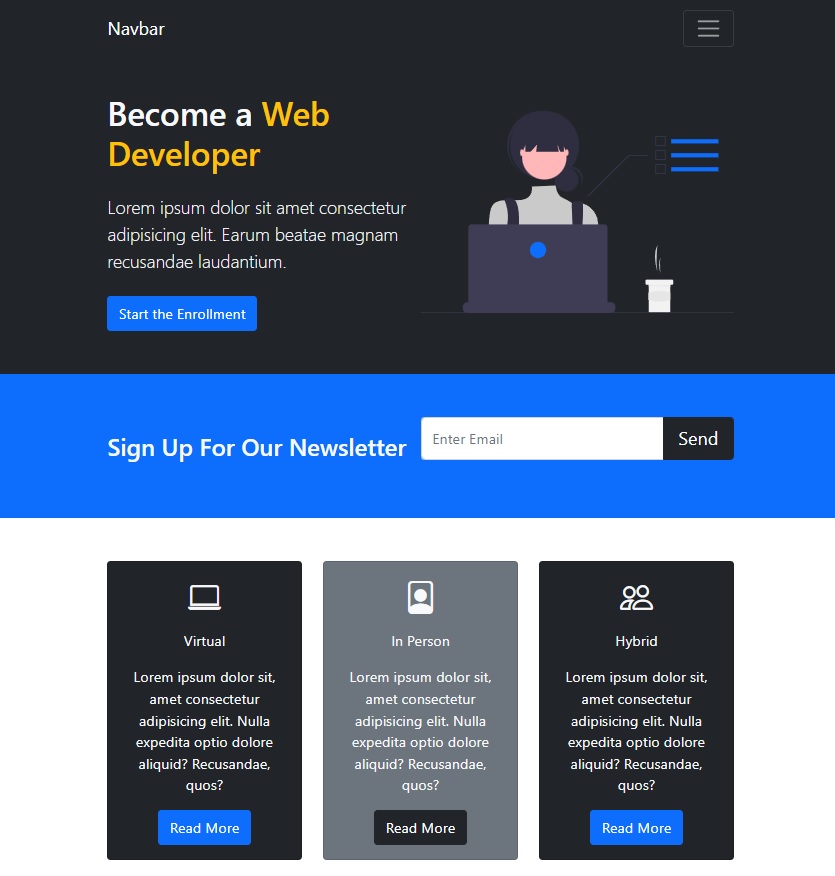 Navbar
Become a Web
Developer
Lorem ipsum dolor sit amet consectetur
adipisicing elit. Earum beatae magnam
recusandae laudantium.
Start the Enrollment
Sign Up For Our Newsletter
Enter Email
Send
Virtual
Lorem ipsum dolor sit,
amet consectetur
adipisicing elit. Nulla
expedita optio dolore
aliquid? Recusandae,
quos?
Read More
In Person
Lorem ipsum dolor sit,
amet consectetur
adipisicing elit. Nulla
expedita optio dolore
aliquid? Recusandae,
quos?
Read More
Hybrid
Lorem ipsum dolor sit,
amet consectetur
adipisicing elit. Nulla
expedita optio dolore
aliquid? Recusandae,
quos?
Read More